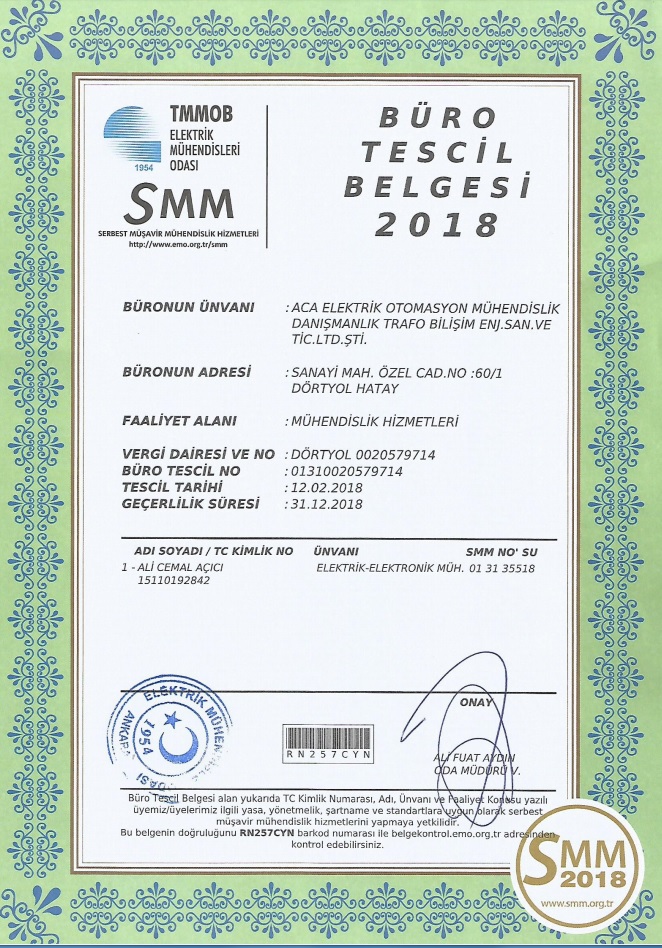 TMMOB
ELEKTRİK
MÜHENDİSLERİ
ODASI
1954
SMM
SERBEST MÜŞAVİR MÜHENDİSLİK HİZMETLERİ
http://www.emo.org.tr/smm
BÜRO
TESCİL
BELGESİ
2018
BÜRONUN ÜNVANI : ACA ELEKTRİK OTOMASYON MÜHENDİSLİK
DANIŞMANLIK TRAFO BİLİŞİM ENJ.SAN.VE
TİC.LTD.ŞTİ.
BÜRONUN ADRESİ : SANAYİ MAH. ÖZEL CAD.NO :60/1
DÖRTYOL HATAY
FAALİYET ALANI : MÜHENDİSLİK HİZMETLERİ
VERGİ DAİRESİ VE NO : DÖRTYOL 0020579714
BÜRO TESCİL NO : 01310020579714
TESCİL TARİHİ : 12.02.2018
GEÇERLİLİK SÜRESİ : 31.12.2018
ADI SOYADI / TC KİMLİK NO ÜNVANI SMM NO' SU
1 - ALİ CEMAL AÇICI ELEKTRİK-ELEKTRONİK MÜH. 01 31 35518
15110192842
ELEKTRİK MÜHEN
ANKARA
1954
ODASI
RN257CYN
ONAY
ALİ FUAT AYDIN
ODA MÜDÜRÜ V.
Büro Tescil Belgesi alan yukarıda TC Kimlik Numarası, Adı, Ünvanı ve Faaliyet Konusu yazılı
üyemiz/üyelerimiz ilgili yasa, yönetmelik, şartname ve standartlara uygun olarak serbest
müşavir mühendislik hizmetlerini yapmaya yetkilidir.
Bu belgenin doğruluğunu RN257CYN barkod numarası ile belgekontrol.emo.org.tr adresinden
kontrol edebilirsiniz.
SMM
2018
www.smm.org.tr